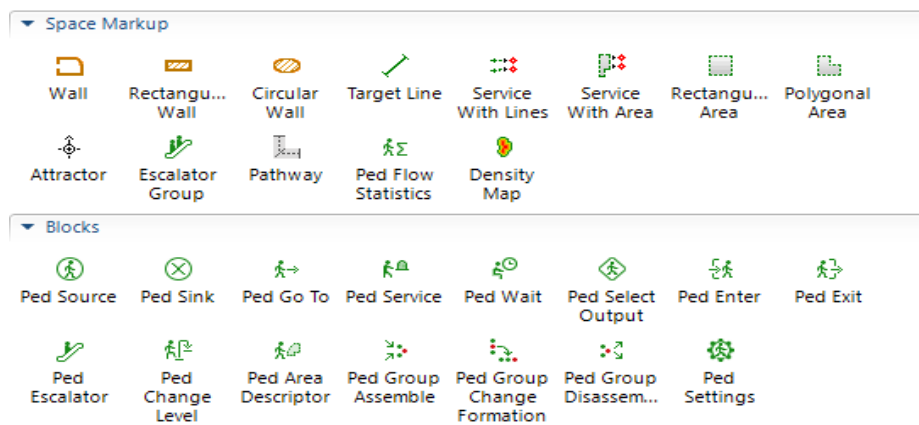 Space Markup
Wall Rectangu... Circular Target Line Service Service Rectangu... Polygonal
Wall Wall With Lines With Area Area Area
Attractor Escalator Pathway Ped Flow Density
Group Statistics Map
Blocks
Ped Source Ped Sink Ped Go To Ped Service Ped Wait Ped Select Ped Enter Ped Exit
Output
Ped Ped Ped Area Ped Group Ped Group Ped Group Ped
Escalator Change Descriptor Assemble Change Disassem... Settings
Level Formation